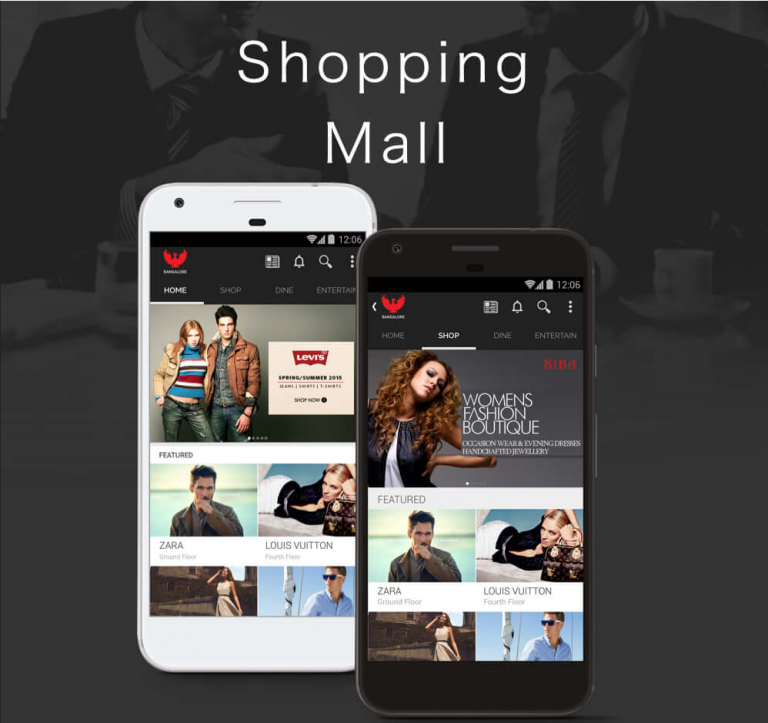 Shopping
Mall
12:06
BANGALORE
HOME SHOP DINE ENTERTAIN
LEVI'S
SPRING/SUMMER 2015
JEANS | SHIRTS | T-SHIRTS
SHOP NOW
FEATURED
ZARA
Ground Floor
LOUIS VUITTON
Fourth Floor
12:06
BANGALORE
HOME SHOP DINE ENTERTAIN
BIBA
WOMENS
FASHION
BOUTIQUE
OCCASION WEAR & EVENING DRESSES
HANDCRAFTED JEWELLERY
FEATURED
ZARA
Ground Floor
LOUIS VUITTON
Fourth Floor